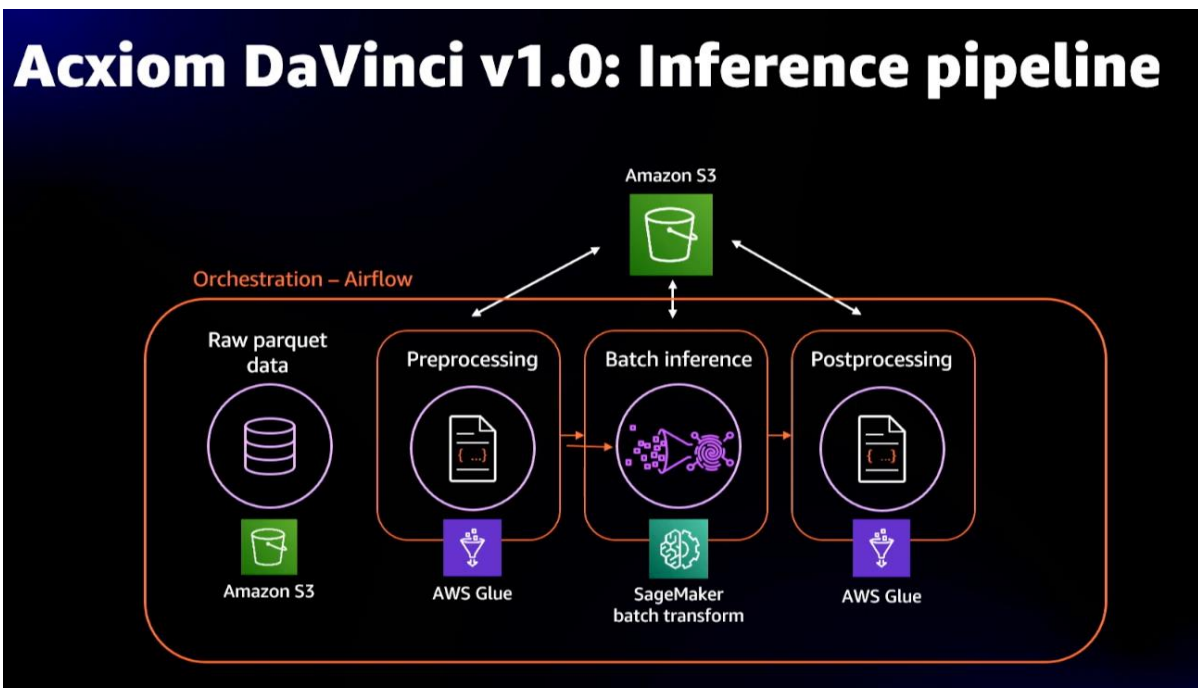 Acxiom DaVinci v1.0: Inference pipeline
Amazon S3
Orchestration – Airflow
Raw parquet
data
Amazon S3
Preprocessing
{ ...}
AWS Glue
Batch inference
SageMaker
batch transform
Postprocessing
{ ...}
AWS Glue